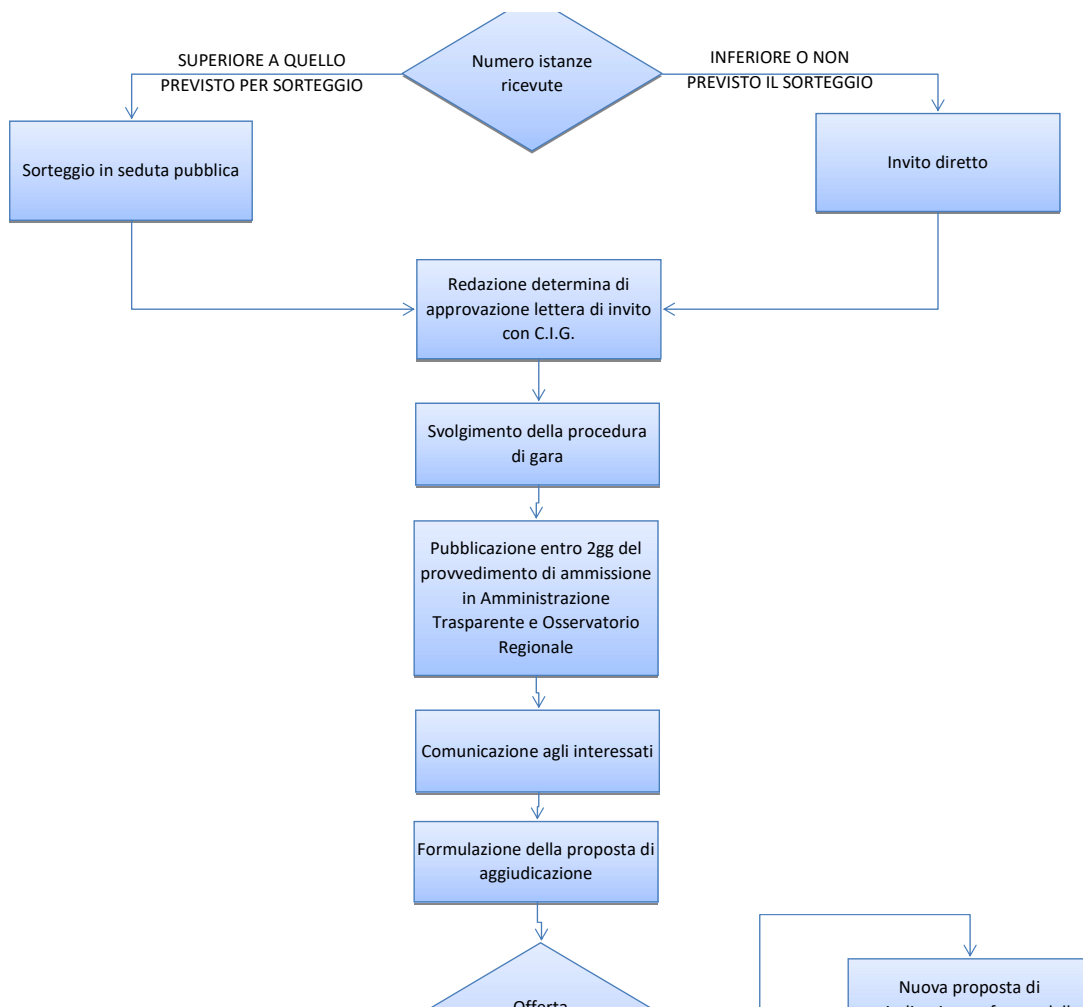 Numero istanze
ricevute
SUPERIORE A QUELLO
PREVISTO PER SORTEGGIO
INFERIORE O NON
PREVISTO IL SORTEGGIO
Sorteggio in seduta pubblica
Invito diretto
Redazione determina di
approvazione lettera di invito
con C.I.G.
Svolgimento della procedura
di gara
Pubblicazione entro 2gg del
provvedimento di ammissione
in Amministrazione
Trasparente e Osservatorio
Regionale
Comunicazione agli interessati
Formulazione della proposta di
aggiudicazione
Offerta
Nuova proposta di